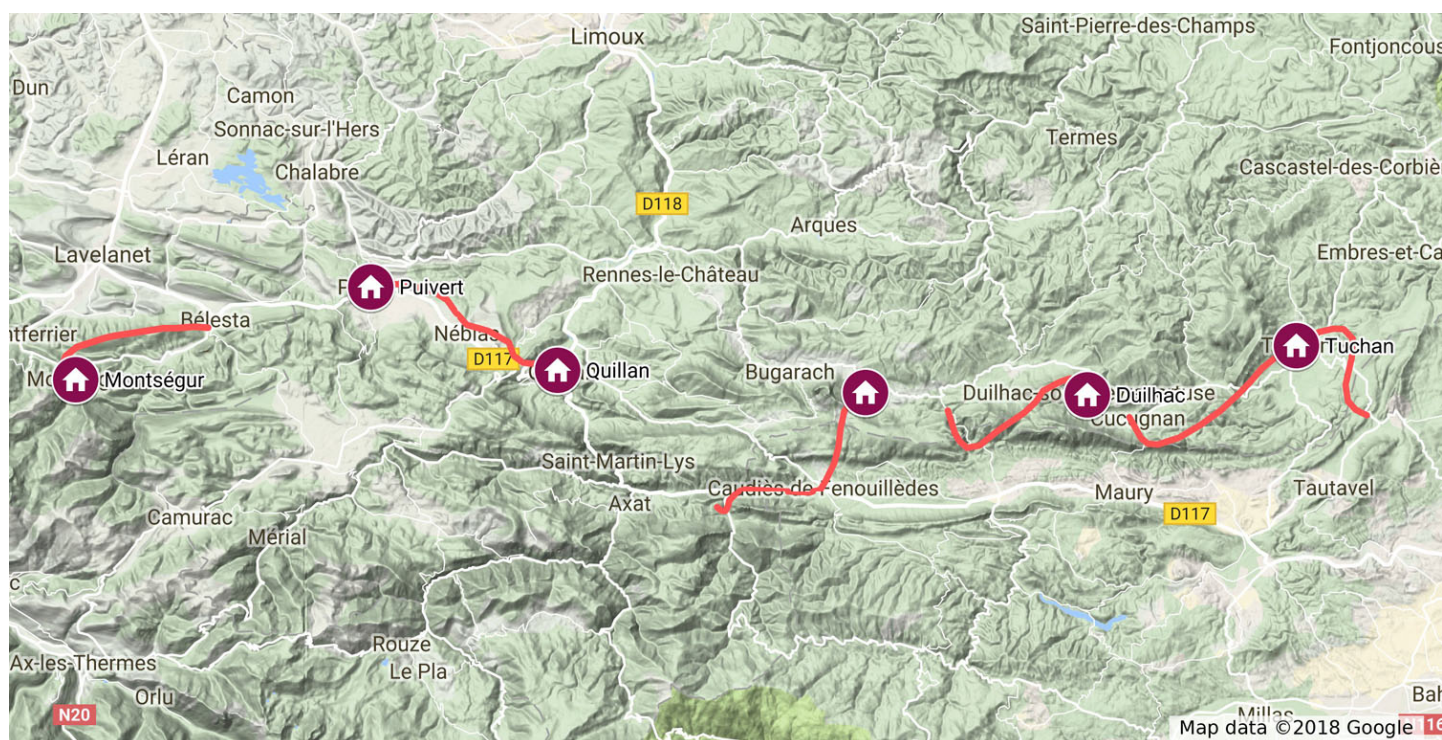 Saint-Pierre-des-Champs
Limoux
Fontjoncous
Dun
Camon
Sonnac-sur-l'Hers
Termes
Léran
Chalabre
Cascastel-des-Corbiè
D118
Arques
Lavelanet
Rennes-le-Château
Embres-et-Ca
Puivert
Bélesta
ntferrier
Nébias
Tuchan
D117
Quillan
Bugarach
Montségur
Duilhac
Cucugnan
Saint-Martin-Lys
Caudiès-de-Fenouillèdes
Maury
Tautavel
Axat
Camurac
D117
Mérial
c
Rouze
Ax-les-Thermes
Le Pla
Orlu
Bah
N20
Millas
116
Map data ©2018 Google